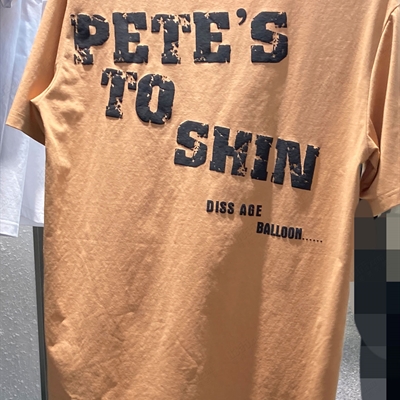 PETE'S
TO
SHIN
DISS AGE
BALLOON......